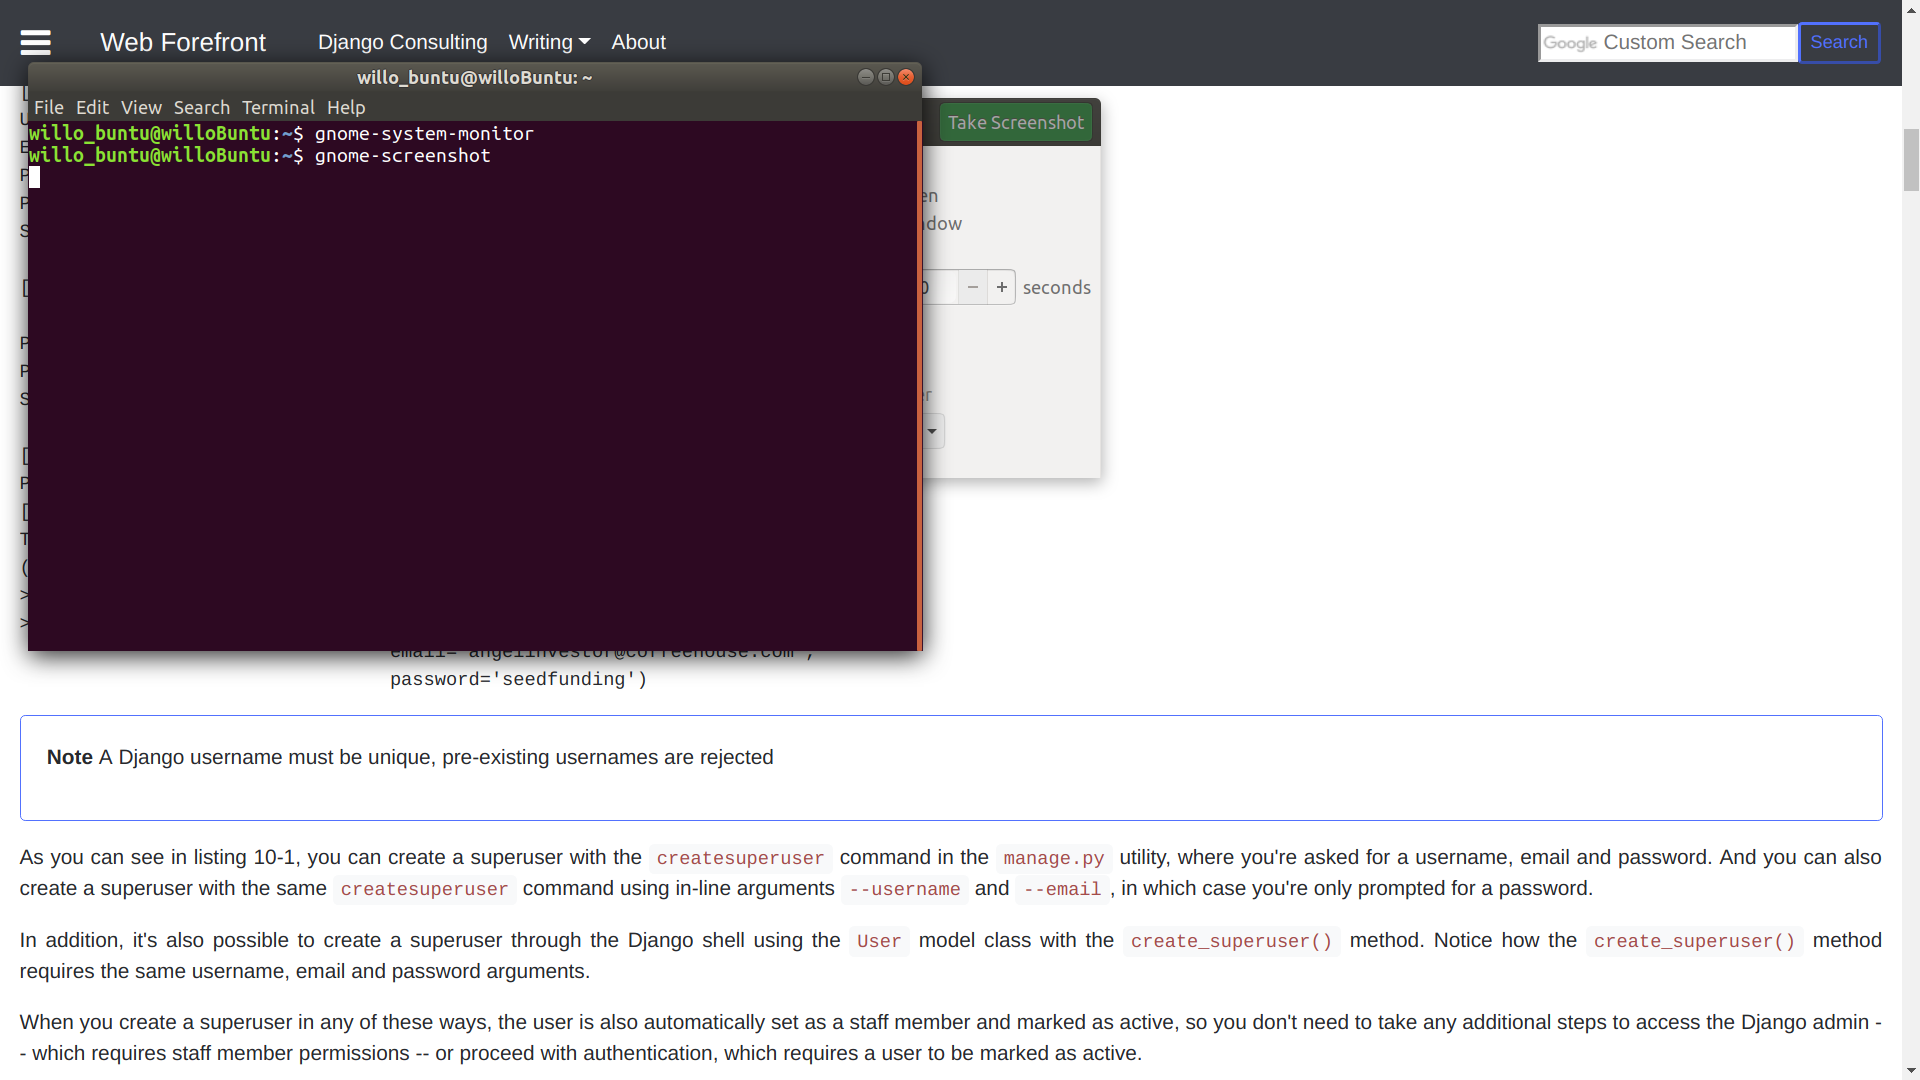 Web Forefront Django Consulting Writing About Google Custom Search Search
willo_buntu@willoBuntu: ~
File Edit View Search Terminal Help
willo_buntu@willoBuntu:~$ gnome-system-monitor
willo_buntu@willoBuntu:~$ gnome-screenshot
Take Screenshot
seconds
password='seedfunding')
Note A Django username must be unique, pre-existing usernames are rejected
As you can see in listing 10-1, you can create a superuser with the createsuperuser command in the manage.py utility, where you're asked for a username, email and password. And you can also
create a superuser with the same createsuperuser command using in-line arguments --username and --email, in which case you're only prompted for a password.
In addition, it's also possible to create a superuser through the Django shell using the User model class with the create_superuser() method. Notice how the create_superuser() method
requires the same username, email and password arguments.
When you create a superuser in any of these ways, the user is also automatically set as a staff member and marked as active, so you don't need to take any additional steps to access the Django admin -
- which requires staff member permissions -- or proceed with authentication, which requires a user to be marked as active.